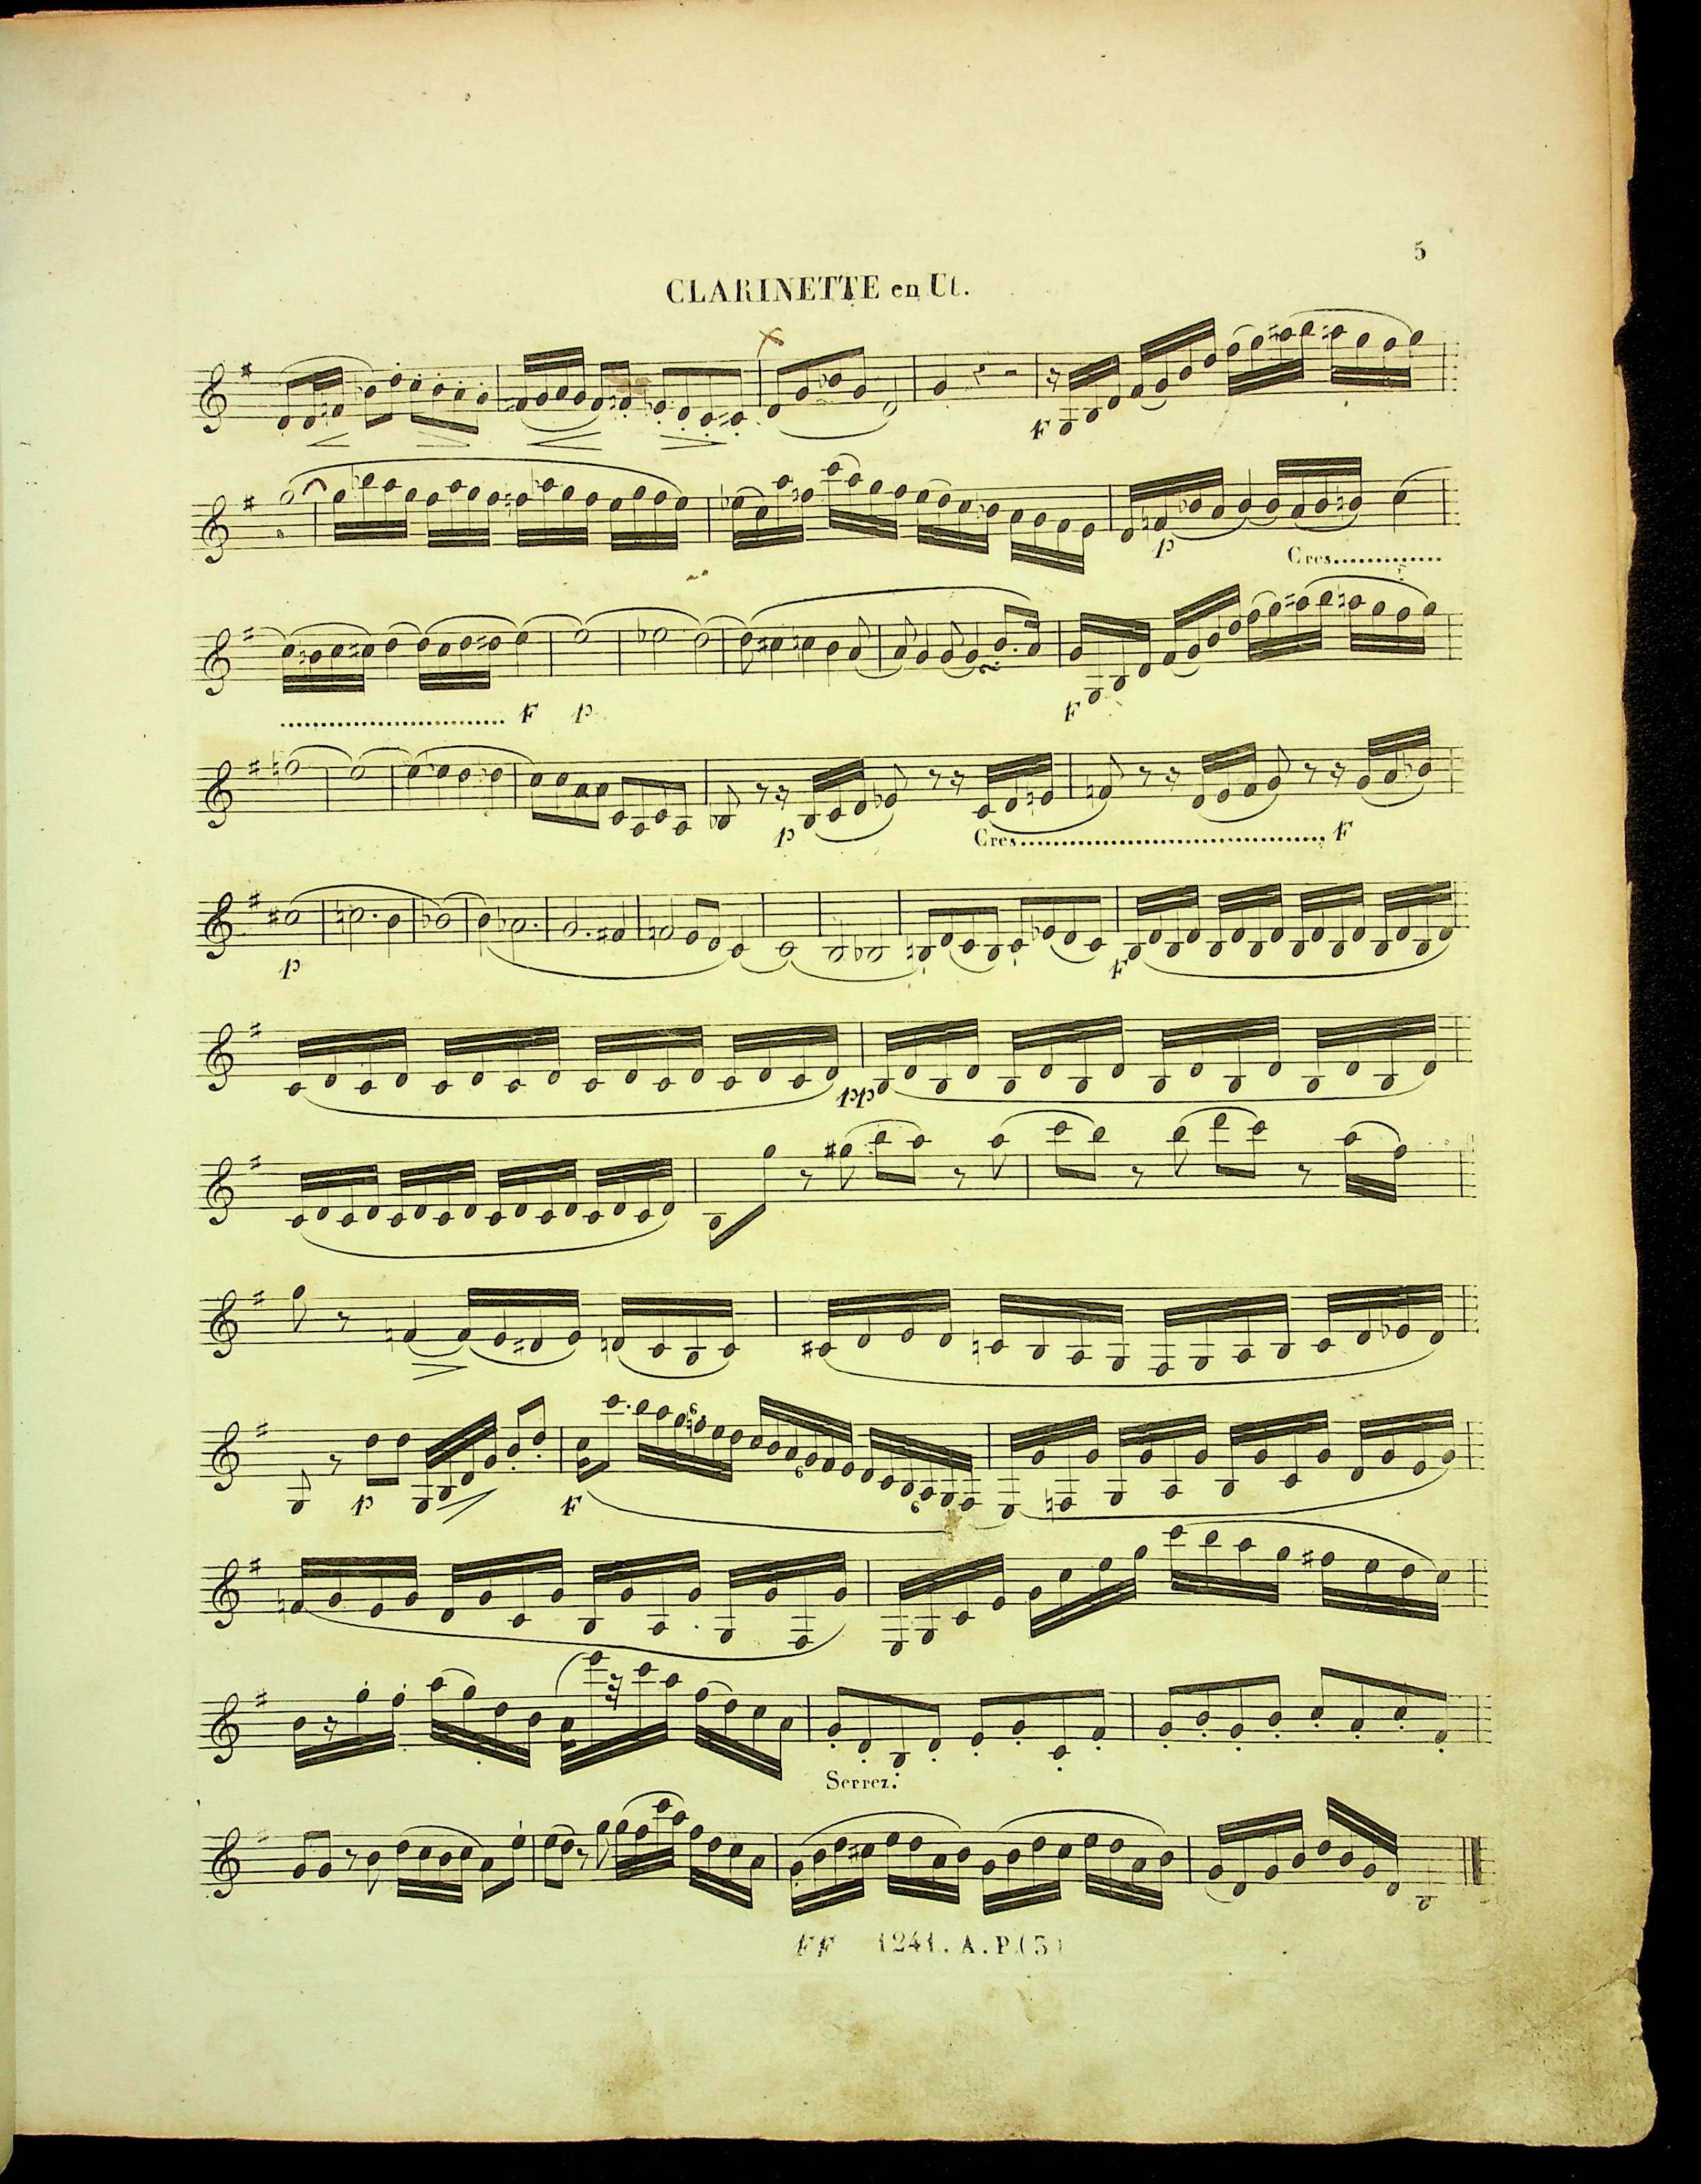 5
CLARINETTE en Ut.
F
P
Cres.............
......................... F P F
P Cres.................................. F
P F
PP
P F 6 6 6
Serrez.
FF 1241. A. P. (3)